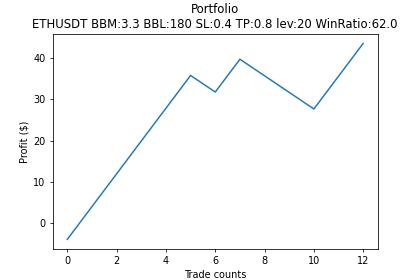 Portfolio
ETHUSDT BBM:3.3 BBL:180 SL:0.4 TP:0.8 lev:20 WinRatio:62.0
Profit ($)
40
30
20
10
0
0 2 4 6 8 10 12
Trade counts